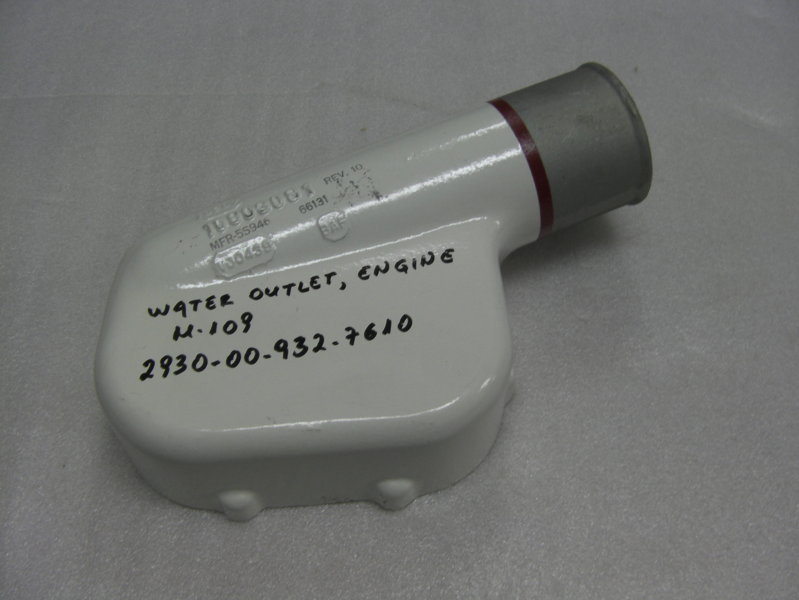 REV. 10
MFR-55946 66131
WATER OUTLET, ENGINE
M-109
2930-00-932-7610